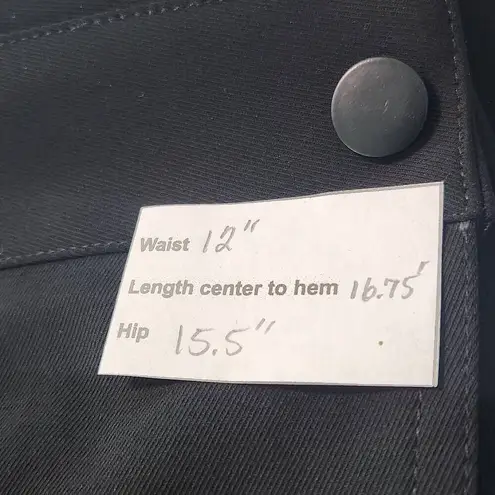 Waist 12"
Length center to hem 16.75'
Hip 15.5"